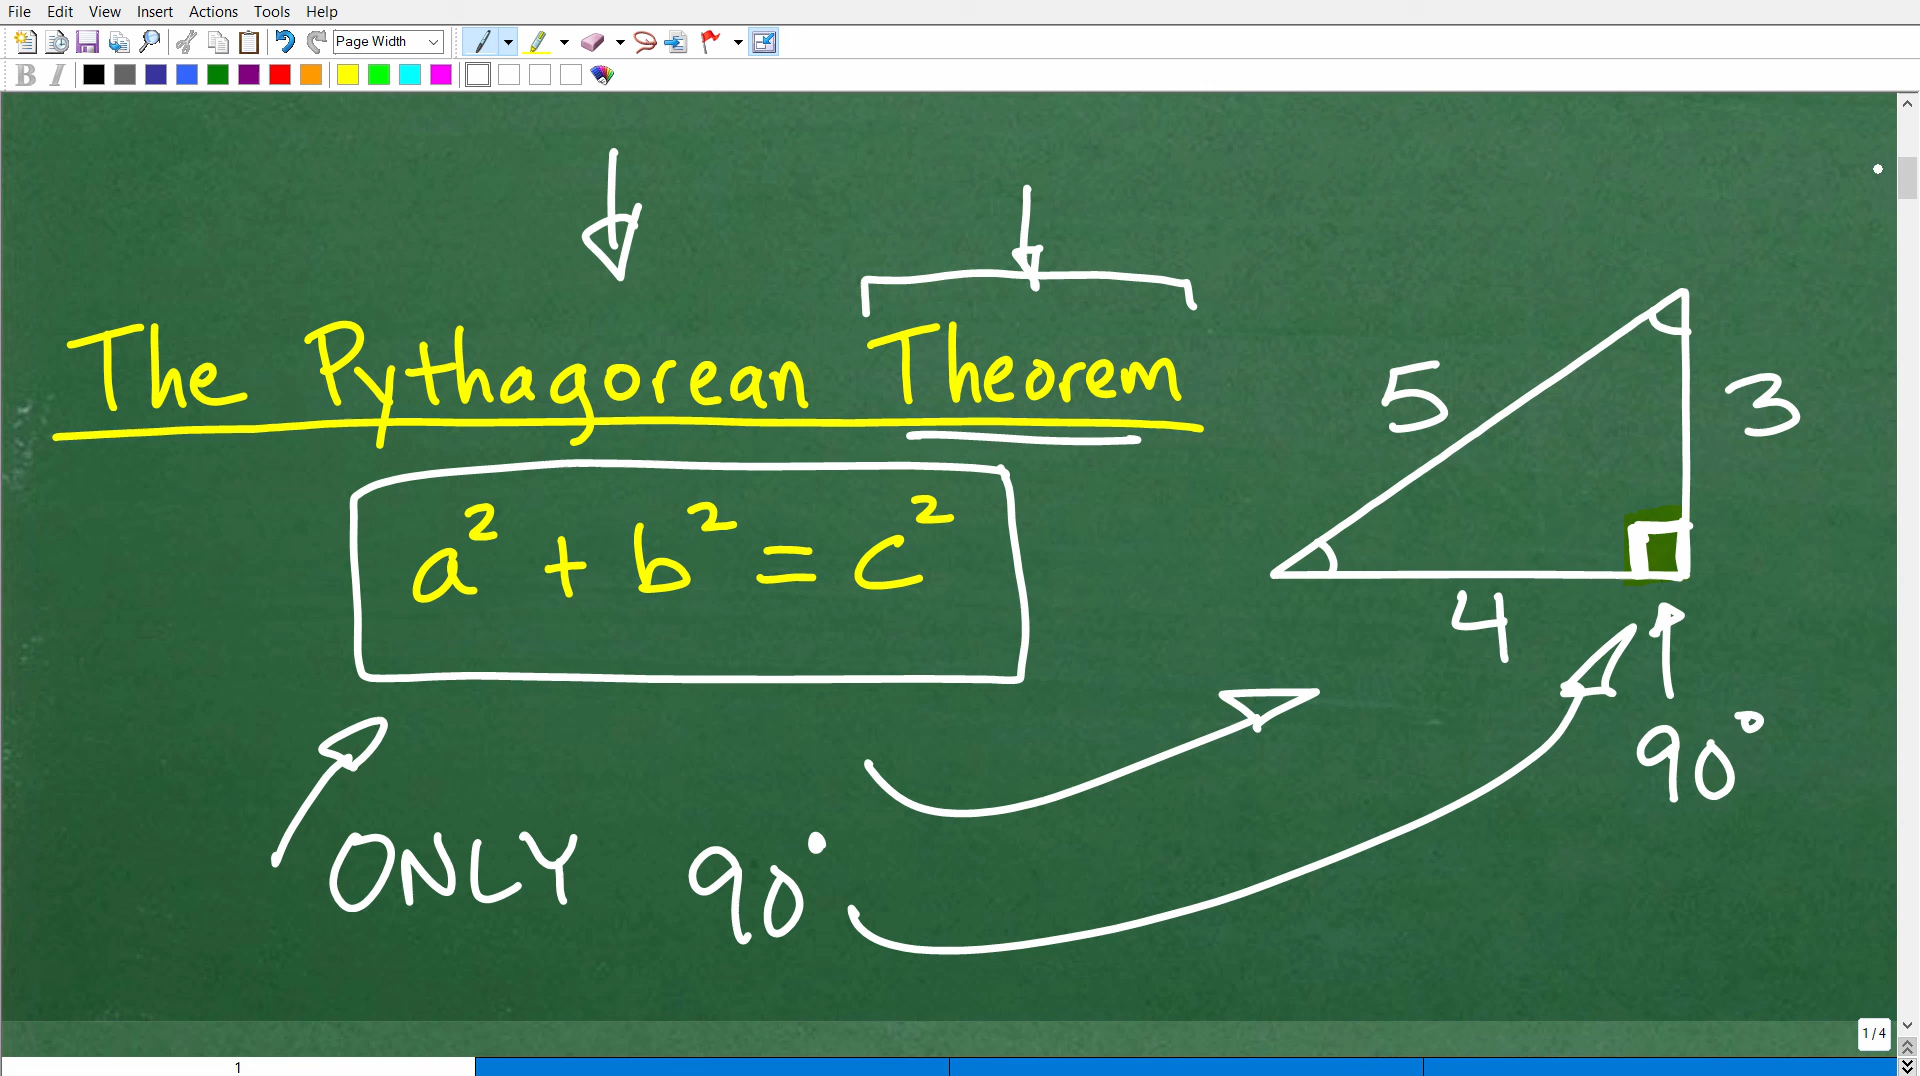 File Edit View Insert Actions Tools Help
Page Width
B I
The Pythagorean Theorem
a² + b² = c²
5
3
4
90°
ONLY 90°
1 / 4
1